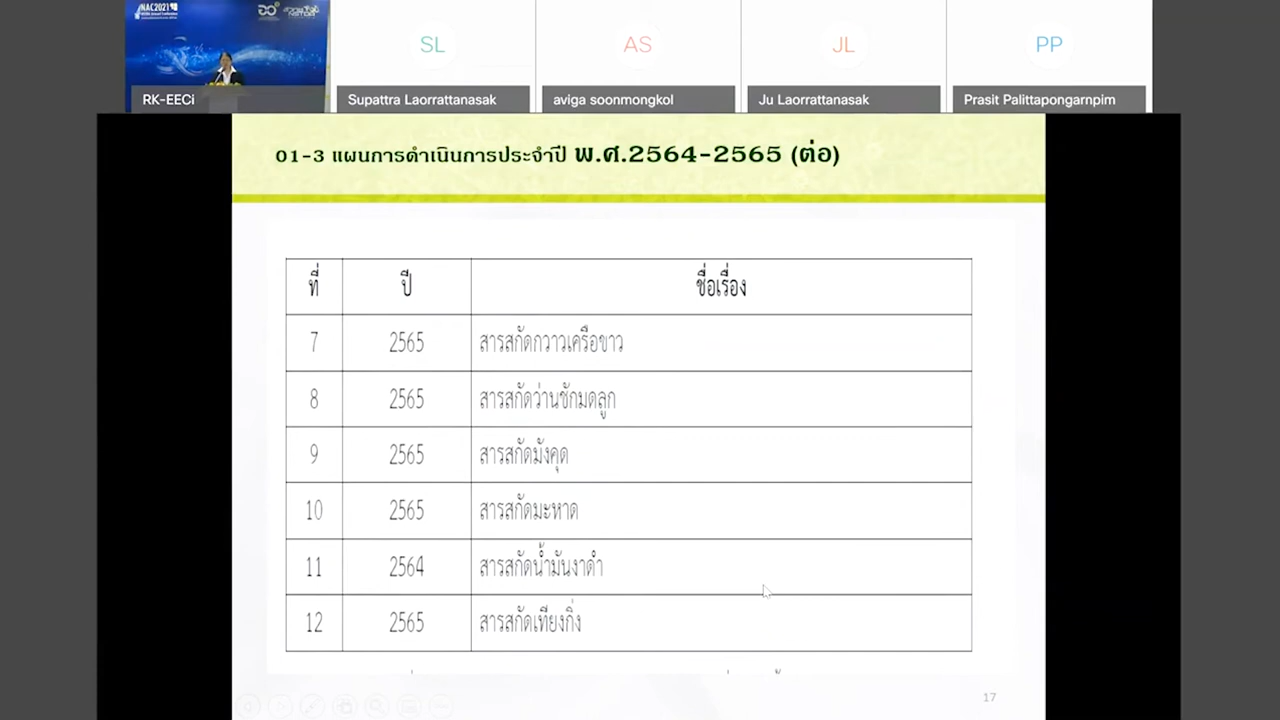 NAC2021
RK-EECi
SL
Supattra Laorrattanasak
AS
aviga soonmongkol
JL
Ju Laorrattanasak
PP
Prasit Palittapongarnpim
01-3 แผนการดำเนินการประจำปี พ.ศ.2564-2565 (ต่อ)
ที่ ปี ชื่อเรื่อง
7 2565 สารสกัดกวาวเครือขาว
8 2565 สารสกัดว่านชักมดลูก
9 2565 สารสกัดมังคุด
10 2565 สารสกัดมะหาด
11 2564 สารสกัดน้ำมันงาดำ
12 2565 สารสกัดเทียงกิ่ง
17